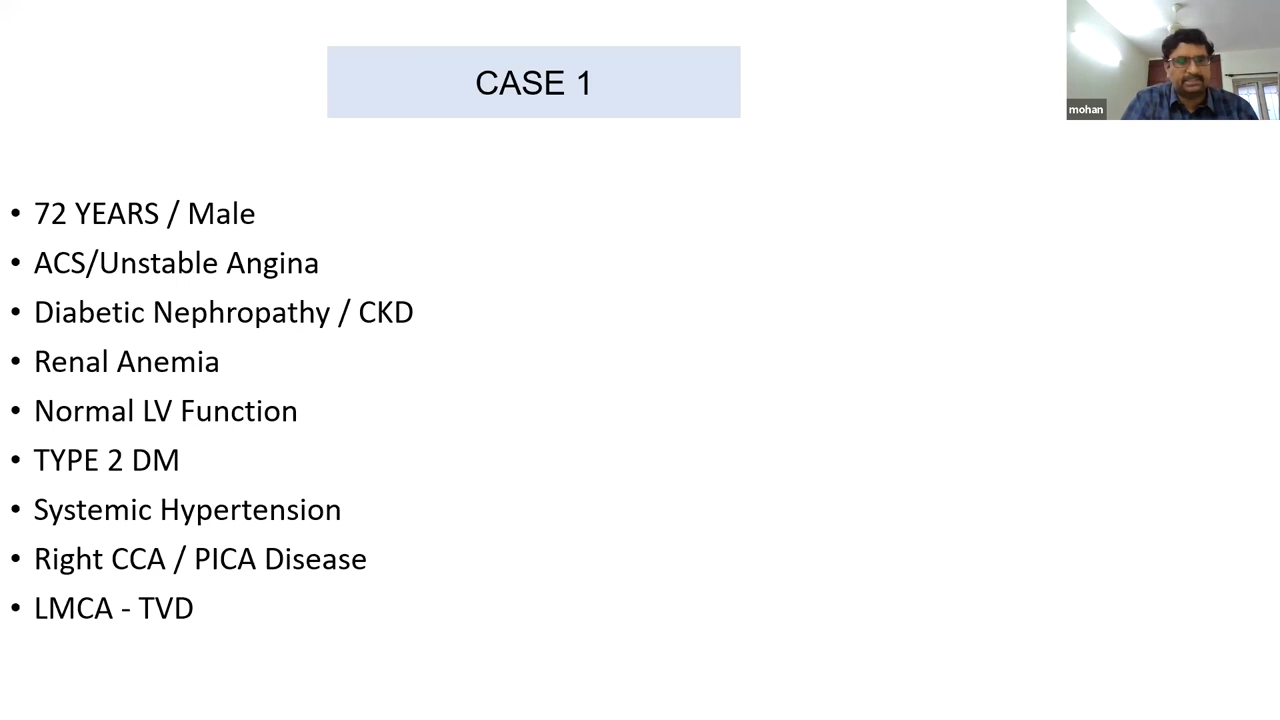 CASE 1
mohan
• 72 YEARS / Male
• ACS/Unstable Angina
• Diabetic Nephropathy / CKD
• Renal Anemia
• Normal LV Function
• TYPE 2 DM
• Systemic Hypertension
• Right CCA / PICA Disease
• LMCA - TVD